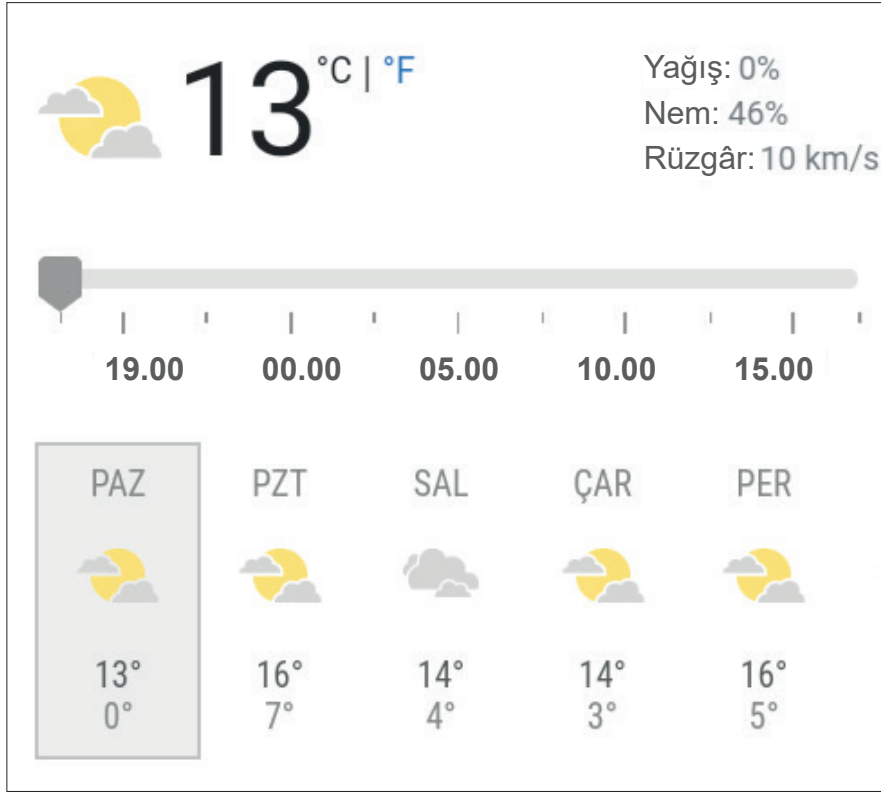 13 °C | °F
Yağış: 0%
Nem: 46%
Rüzgâr: 10 km/s
19.00 00.00 05.00 10.00 15.00
PAZ PZT SAL ÇAR PER
13° 16° 14° 14° 16°
0° 7° 4° 3° 5°